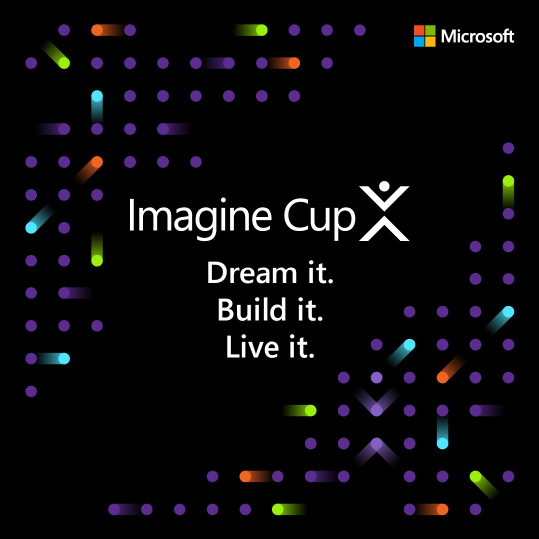 Microsoft
Imagine Cup
Dream it.
Build it.
Live it.